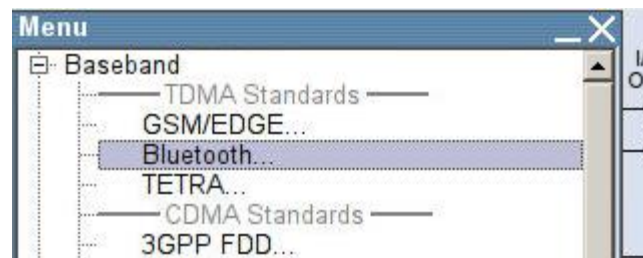 Menu
Baseband
TDMA Standards
GSM/EDGE...
Bluetooth...
TETRA...
CDMA Standards
3GPP FDD...